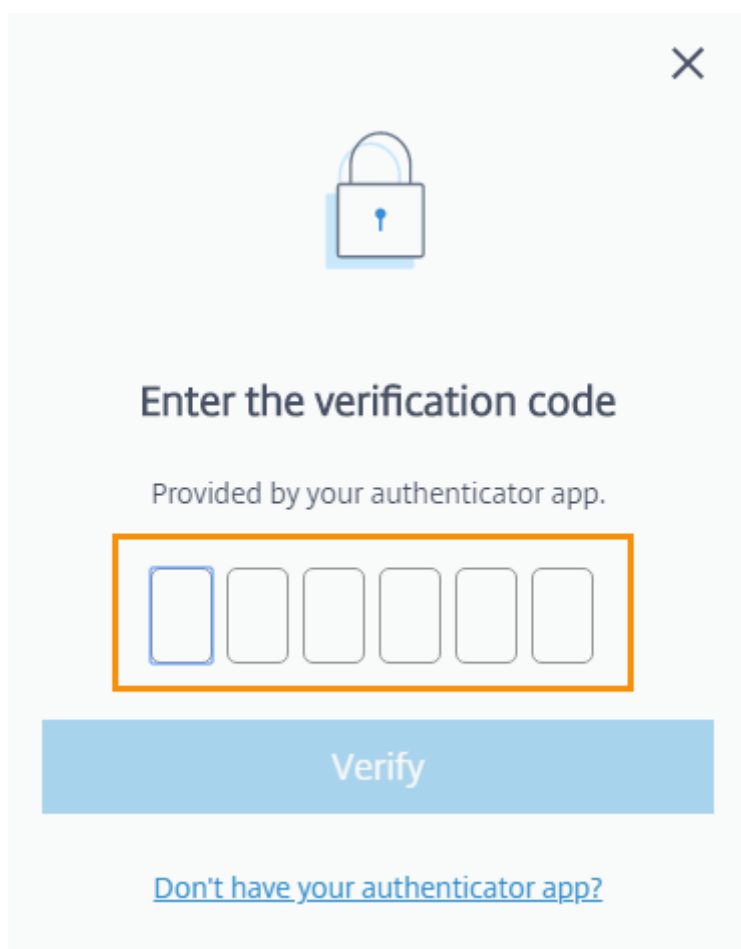 Enter the verification code
Provided by your authenticator app.
Verify
Don't have your authenticator app?